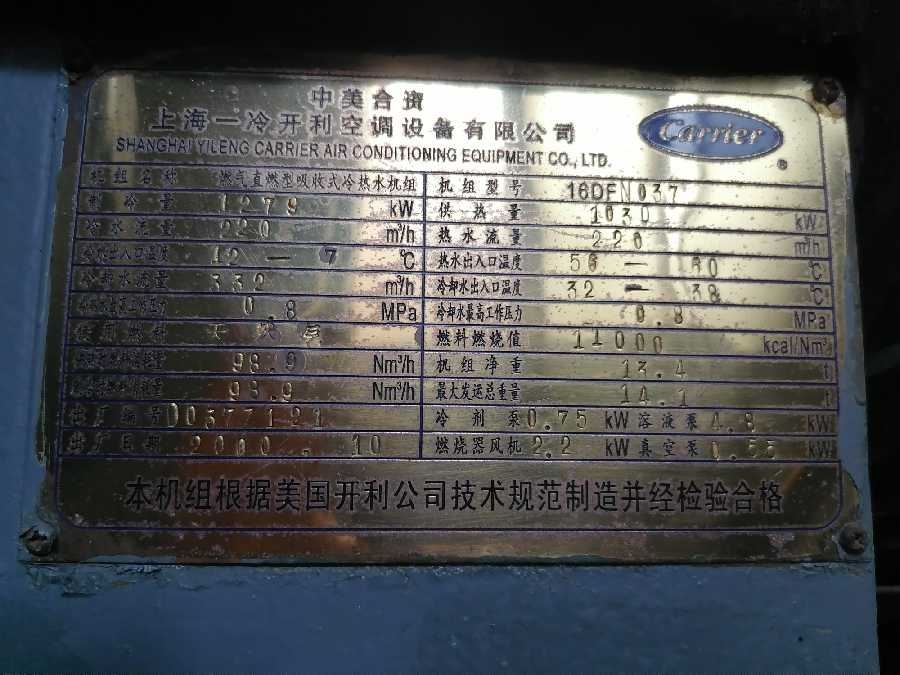 中美合资
上海一冷开利空调设备有限公司
Carrier
®
SHANGHAI YILENG CARRIER AIR CONDITIONING EQUIPMENT CO., LTD.
机组名称 燃气直燃型吸收式冷热水机组 机组型号 16DFN037
制冷量 1279 kW 供热量 1030 kW
冷水流量 220 m³/h 热水流量 220 m³/h
冷水出入口温度 12 — 7 ℃ 热水出入口温度 56 — 60 ℃
冷却水流量 332 m³/h 冷却水出入口温度 32 — 38 ℃
0.8 MPa 冷却水最高工作压力 0.8 MPa
天然气 燃料燃烧值 11000 kcal/Nm³
98.9 Nm³/h 机组净重 13.4 t
98.9 Nm³/h 最大发运总重量 14.1 t
出厂编号 D0377121 冷剂泵 0.75 kW 溶液泵 4.8 kW
出厂日期 2000.10 燃烧器风机 2.2 kW 真空泵 0.55 kW
本机组根据美国开利公司技术规范制造并经检验合格